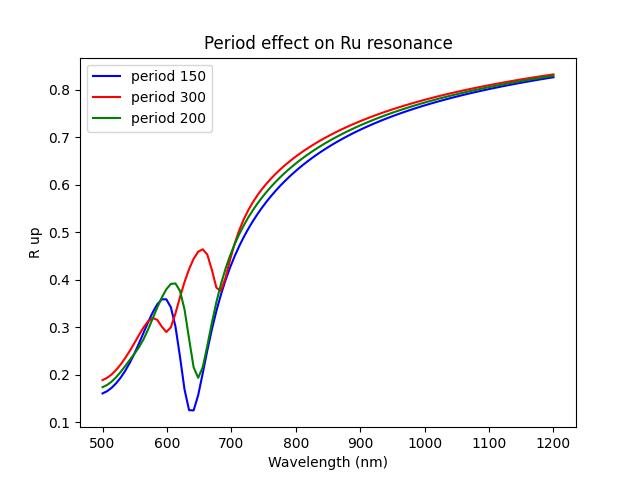 Period effect on Ru resonance
period 150
period 300
period 200
R up
0.8
0.7
0.6
0.5
0.4
0.3
0.2
0.1
500 600 700 800 900 1000 1100 1200
Wavelength (nm)